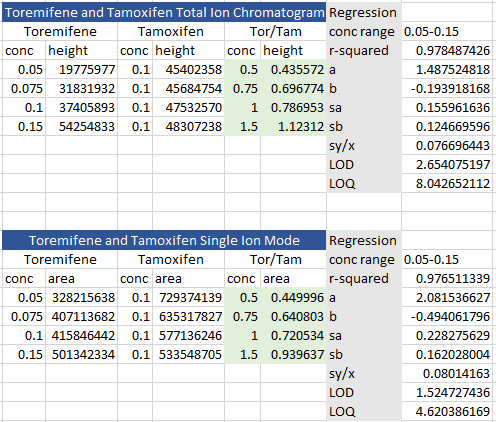 Toremifene and Tamoxifen Total Ion Chromatogram Regression
Toremifene Tamoxifen Tor/Tam conc range 0.05-0.15
conc height conc height conc height r-squared 0.978487426
0.05 19775977 0.1 45402358 0.5 0.435572 a 1.487524818
0.075 31831932 0.1 45684754 0.75 0.696774 b -0.193918168
0.1 37405893 0.1 47532570 1 0.786953 sa 0.155961636
0.15 54254833 0.1 48307238 1.5 1.12312 sb 0.124669596
sy/x 0.076696443
LOD 2.654075197
LOQ 8.042652112
Toremifene and Tamoxifen Single Ion Mode Regression
Toremifene Tamoxifen Tor/Tam conc range 0.05-0.15
conc area conc area conc area r-squared 0.976511339
0.05 328215638 0.1 729374139 0.5 0.449996 a 2.081536627
0.075 407113682 0.1 635317827 0.75 0.640803 b -0.494061796
0.1 415846442 0.1 577136246 1 0.720534 sa 0.228275629
0.15 501342334 0.1 533548705 1.5 0.939637 sb 0.162028004
sy/x 0.08014163
LOD 1.524727436
LOQ 4.620386169